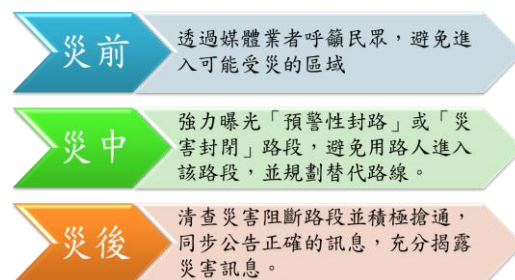 災前
透過媒體業者呼籲民眾，避免進
入可能受災的區域
災中
強力曝光「預警性封路」或「災
害封閉」路段，避免用路人進入
該路段，並規劃替代路線。
災後
清查災害阻斷路段並積極搶通，
同步公告正確的訊息，充分揭露
災害訊息。